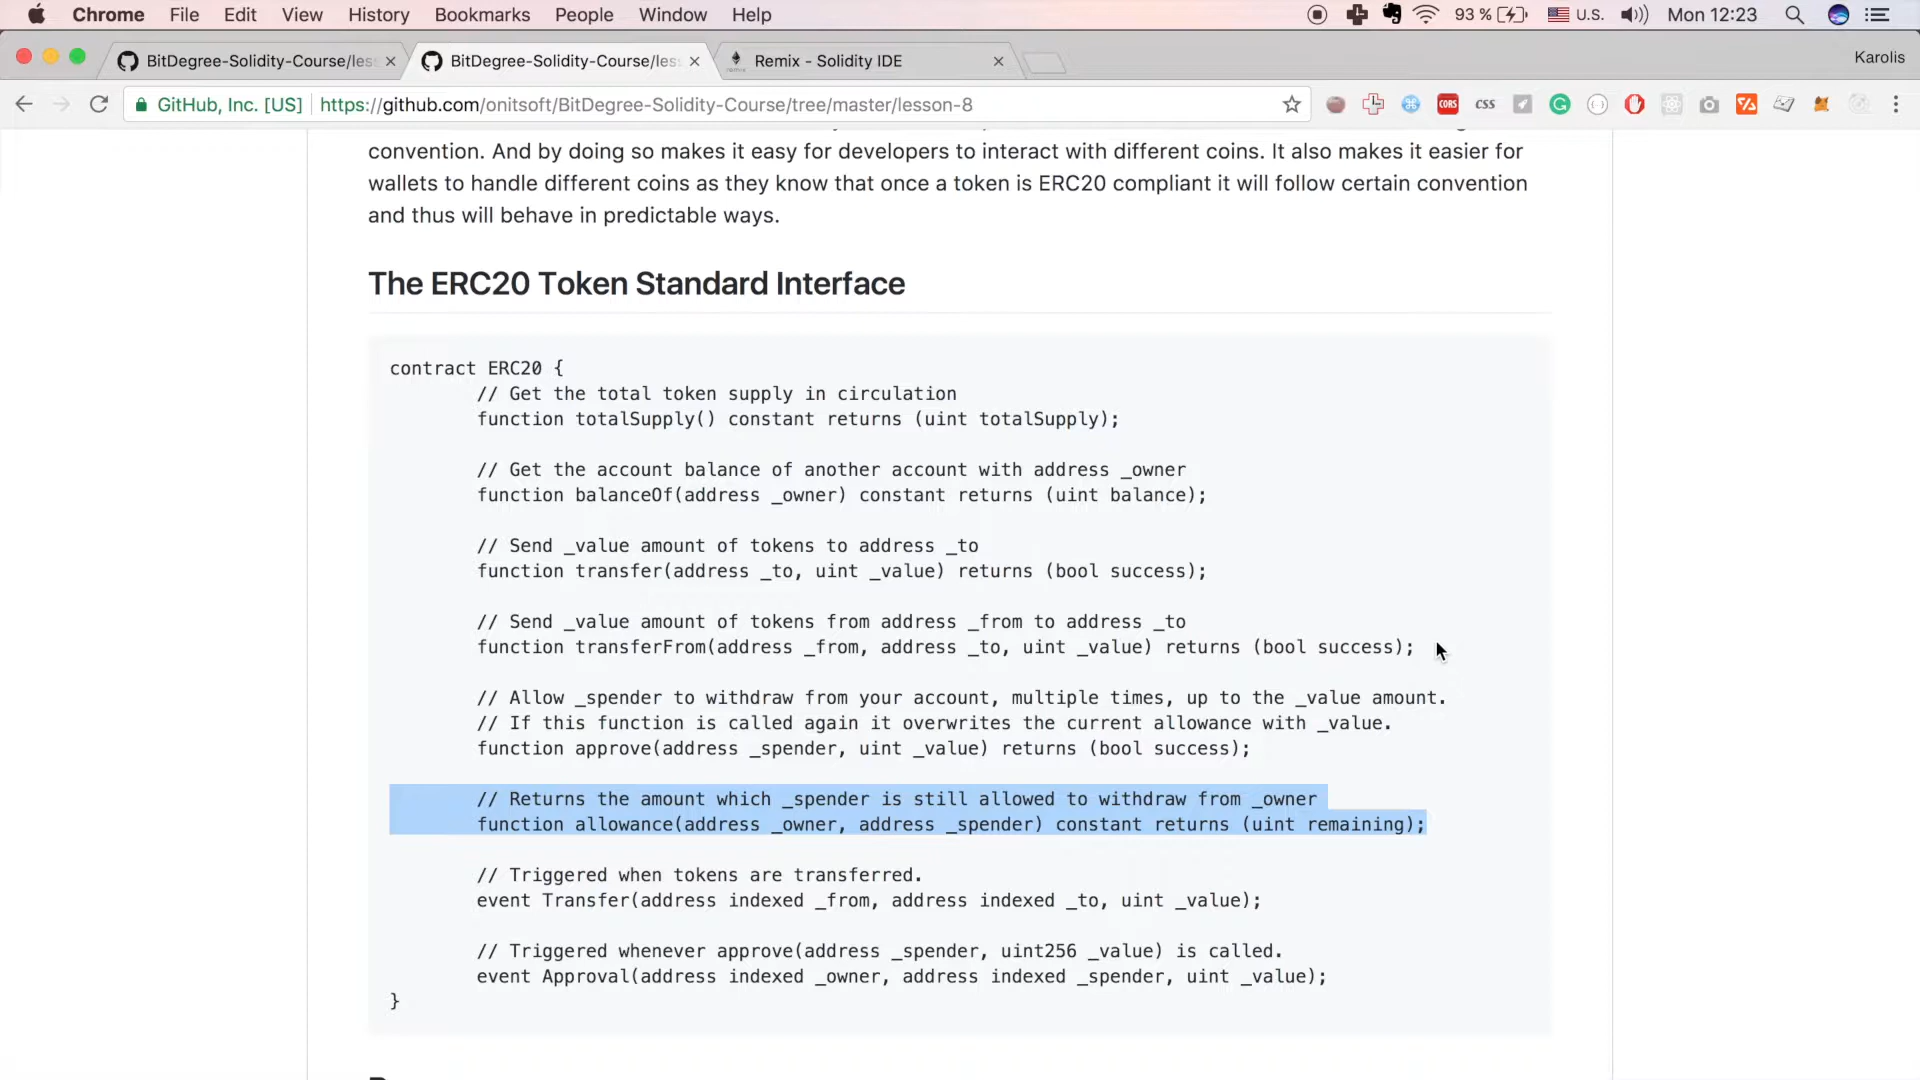 Chrome File Edit View History Bookmarks People Window Help 93 % U.S. Mon 12:23
BitDegree-Solidity-Course/les BitDegree-Solidity-Course/les Remix - Solidity IDE Karolis
GitHub, Inc. [US] https://github.com/onitsoft/BitDegree-Solidity-Course/tree/master/lesson-8 CORS CSS
convention. And by doing so makes it easy for developers to interact with different coins. It also makes it easier for
wallets to handle different coins as they know that once a token is ERC20 compliant it will follow certain convention
and thus will behave in predictable ways.
The ERC20 Token Standard Interface
contract ERC20 {
// Get the total token supply in circulation
function totalSupply() constant returns (uint totalSupply);
// Get the account balance of another account with address _owner
function balanceOf(address _owner) constant returns (uint balance);
// Send _value amount of tokens to address _to
function transfer(address _to, uint _value) returns (bool success);
// Send _value amount of tokens from address _from to address _to
function transferFrom(address _from, address _to, uint _value) returns (bool success);
// Allow _spender to withdraw from your account, multiple times, up to the _value amount.
// If this function is called again it overwrites the current allowance with _value.
function approve(address _spender, uint _value) returns (bool success);
// Returns the amount which _spender is still allowed to withdraw from _owner
function allowance(address _owner, address _spender) constant returns (uint remaining);
// Triggered when tokens are transferred.
event Transfer(address indexed _from, address indexed _to, uint _value);
// Triggered whenever approve(address _spender, uint256 _value) is called.
event Approval(address indexed _owner, address indexed _spender, uint _value);
}